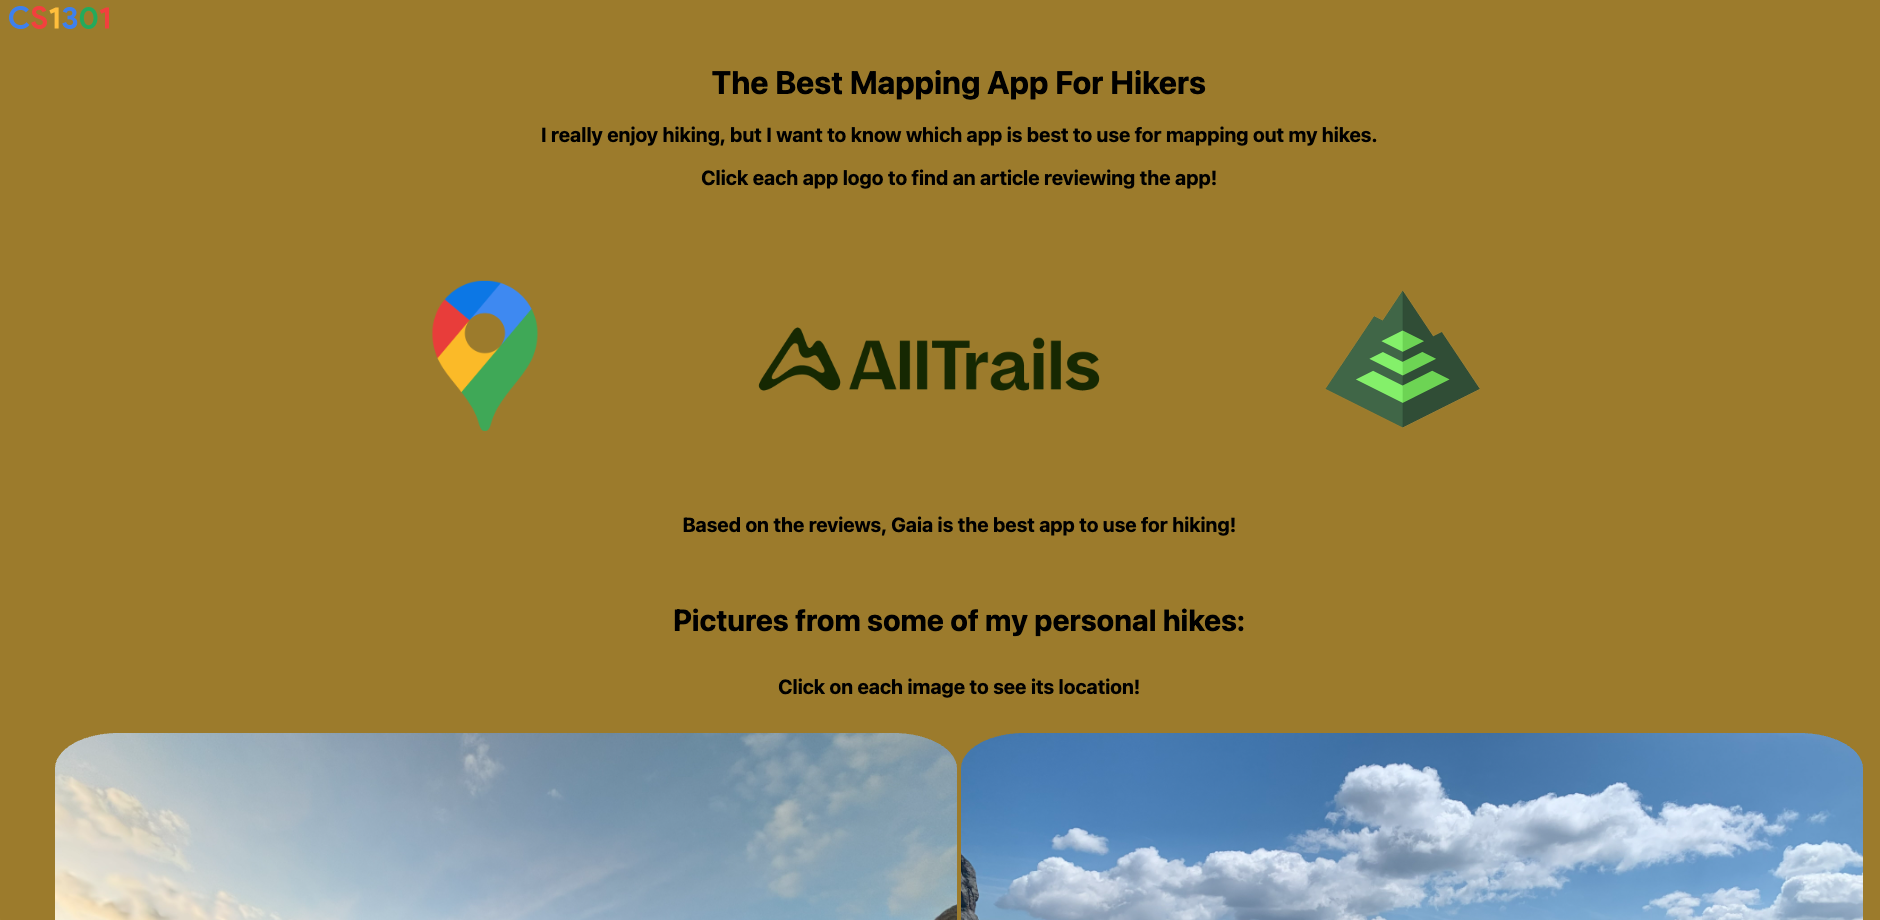 CS1301
The Best Mapping App For Hikers
I really enjoy hiking, but I want to know which app is best to use for mapping out my hikes.
Click each app logo to find an article reviewing the app!
AllTrails
Based on the reviews, Gaia is the best app to use for hiking!
Pictures from some of my personal hikes:
Click on each image to see its location!